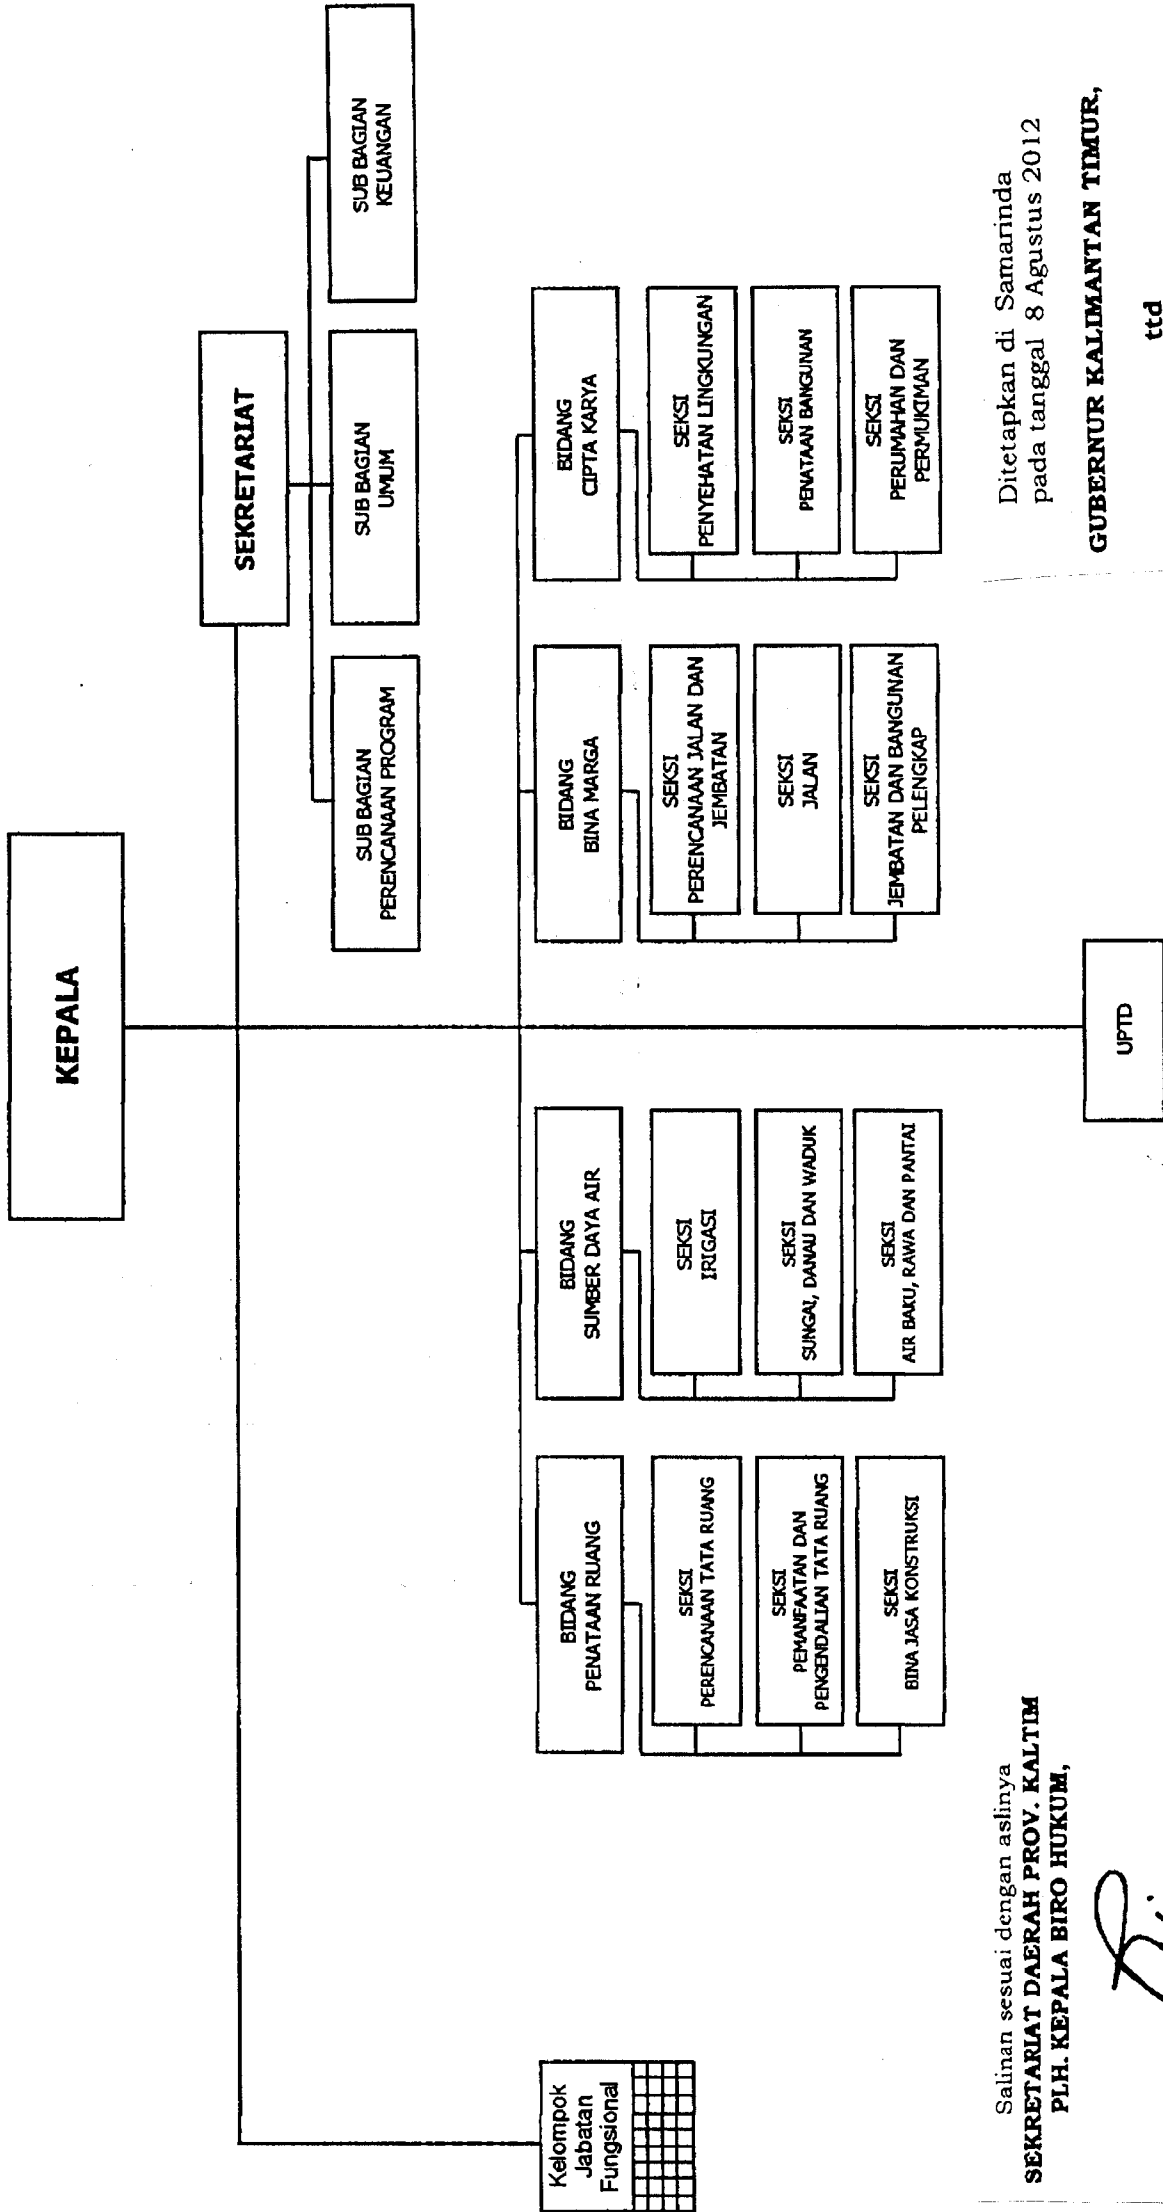 KEPALA
SEKRETARIAT
SUB BAGIAN
PERENCANAAN PROGRAM
SUB BAGIAN
UMUM
SUB BAGIAN
KEUANGAN
Kelompok
Jabatan
Fungsional
BIDANG
PENATAAN RUANG
SEKSI
PERENCANAAN TATA RUANG
SEKSI
PEMANFAATAN DAN
PENGENDALIAN TATA RUANG
SEKSI
BINA JASA KONSTRUKSI
BIDANG
SUMBER DAYA AIR
SEKSI
IRIGASI
SEKSI
SUNGAI, DANAU DAN WADUK
SEKSI
AIR BAKU, RAWA DAN PANTAI
BIDANG
BINA MARGA
SEKSI
PERENCANAAN JALAN DAN
JEMBATAN
SEKSI
JALAN
SEKSI
JEMBATAN DAN BANGUNAN
PELENGKAP
BIDANG
CIPTA KARYA
SEKSI
PENYEHATAN LINGKUNGAN
SEKSI
PENATAAN BANGUNAN
SEKSI
PERUMAHAN DAN
PERMUKIMAN
UPTD
Salinan sesuai dengan aslinya
SEKRETARIAT DAERAH PROV. KALTIM
PLH. KEPALA BIRO HUKUM,
Ditetapkan di Samarinda
pada tanggal 8 Agustus 2012
GUBERNUR KALIMANTAN TIMUR,
ttd